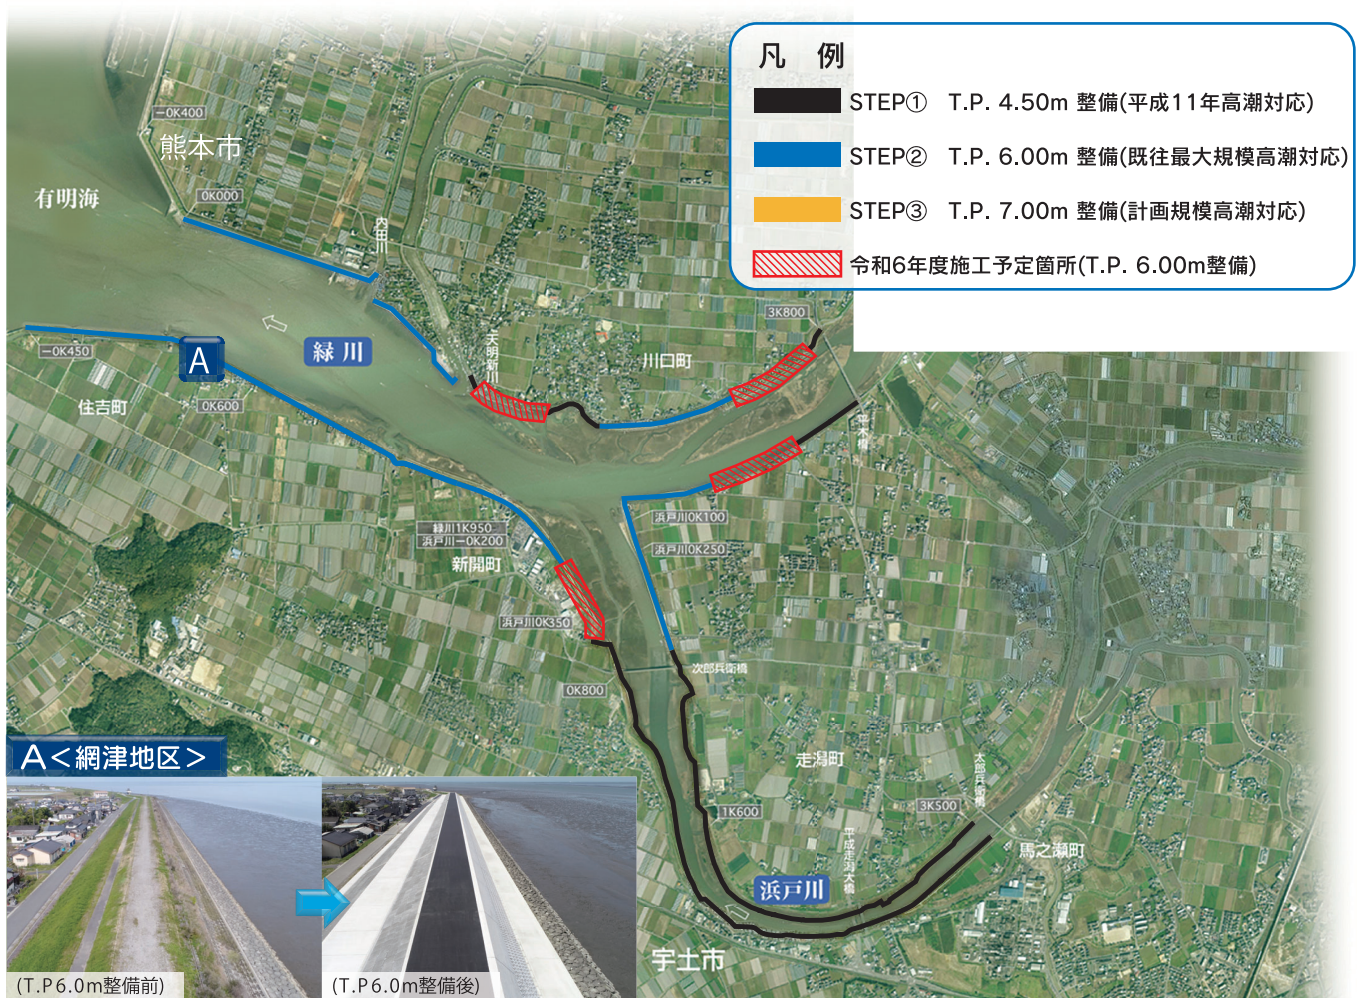 凡 例
STEP① T.P. 4.50m 整備(平成11年高潮対応)
STEP② T.P. 6.00m 整備(既往最大規模高潮対応)
STEP③ T.P. 7.00m 整備(計画規模高潮対応)
令和6年度施工予定箇所(T.P. 6.00m整備)
-0K400
熊本市
0K000
有明海
内田川
3K800
緑川
天明新川
川口町
-0K450
A
住吉町
0K600
平木橋
浜戸川0K100
緑川1K950
浜戸川-0K200
浜戸川0K250
新開町
浜戸川0K350
次郎兵衛橋
0K800
A＜網津地区＞
走潟町
太郎兵衛橋
3K500
1K600
平成走潟大橋
馬之瀬町
浜戸川
宇土市
(T.P6.0m整備前)
(T.P6.0m整備後)